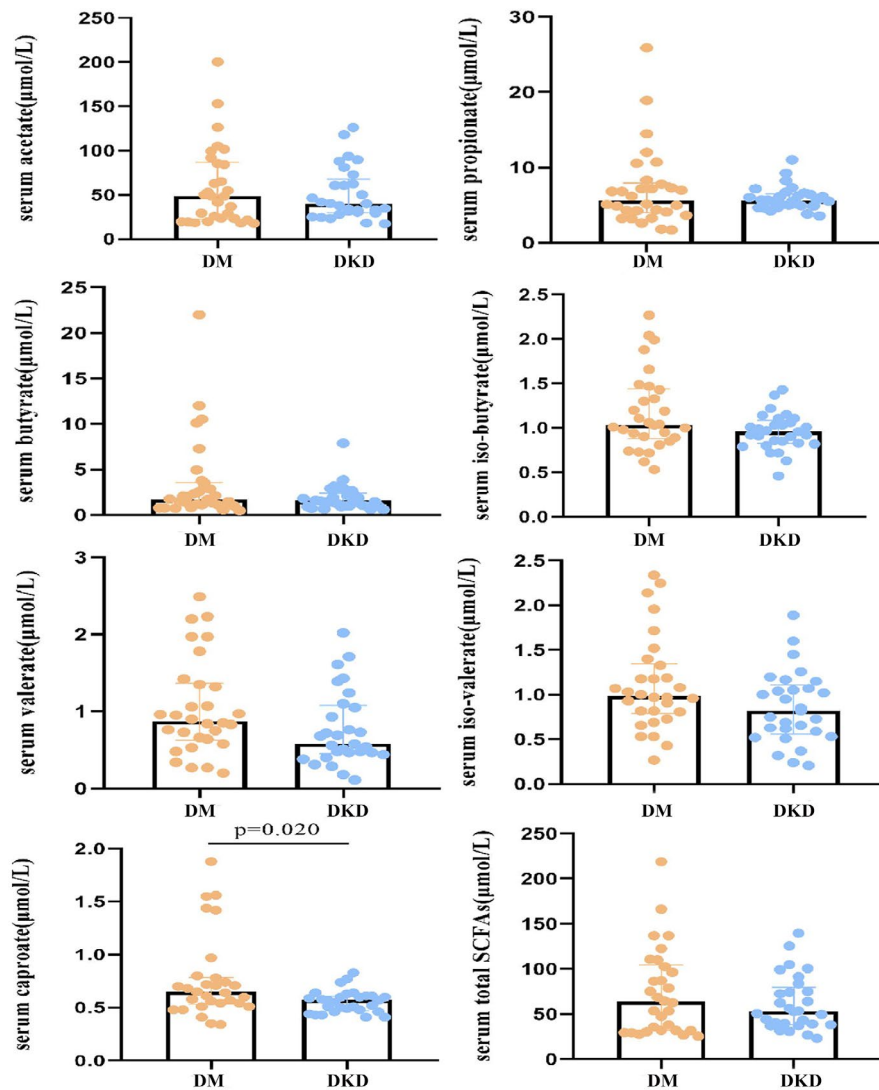 serum acetate(μmol/L)
250
200
150
100
50
0
DM
DKD
serum propionate(μmol/L)
30
20
10
0
DM
DKD
serum butyrate(μmol/L)
25
20
15
10
5
0
DM
DKD
serum iso-butyrate(μmol/L)
2.5
2.0
1.5
1.0
0.5
0.0
DM
DKD
serum valerate(μmol/L)
3
2
1
0
DM
DKD
serum iso-valerate(μmol/L)
2.5
2.0
1.5
1.0
0.5
0.0
DM
DKD
serum caproate(μmol/L)
p=0.020
2.0
1.5
1.0
0.5
0.0
DM
DKD
serum total SCFAs(μmol/L)
250
200
150
100
50
0
DM
DKD